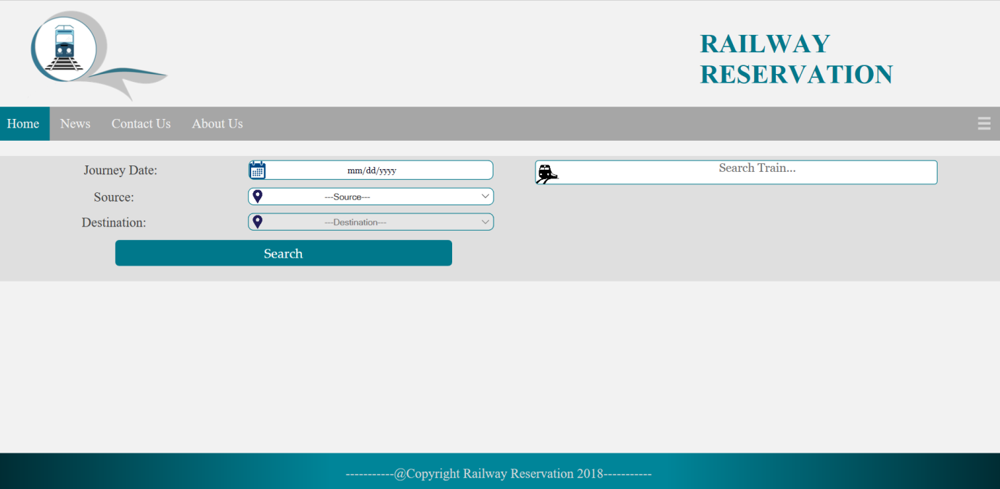 RAILWAY
RESERVATION
Home News Contact Us About Us
Journey Date: mm/dd/yyyy
Search Train...
Source: ---Source---
Destination: ---Destination---
Search
-----------@Copyright Railway Reservation 2018-----------